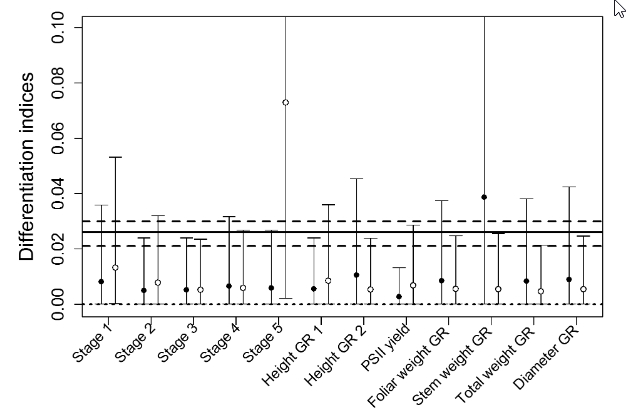 Differentiation indices
0.10
0.08
0.06
0.04
0.02
0.00
Stage 1
Stage 2
Stage 3
Stage 4
Stage 5
Height GR 1
Height GR 2
PSII yield
Foliar weight GR
Stem weight GR
Total weight GR
Diameter GR